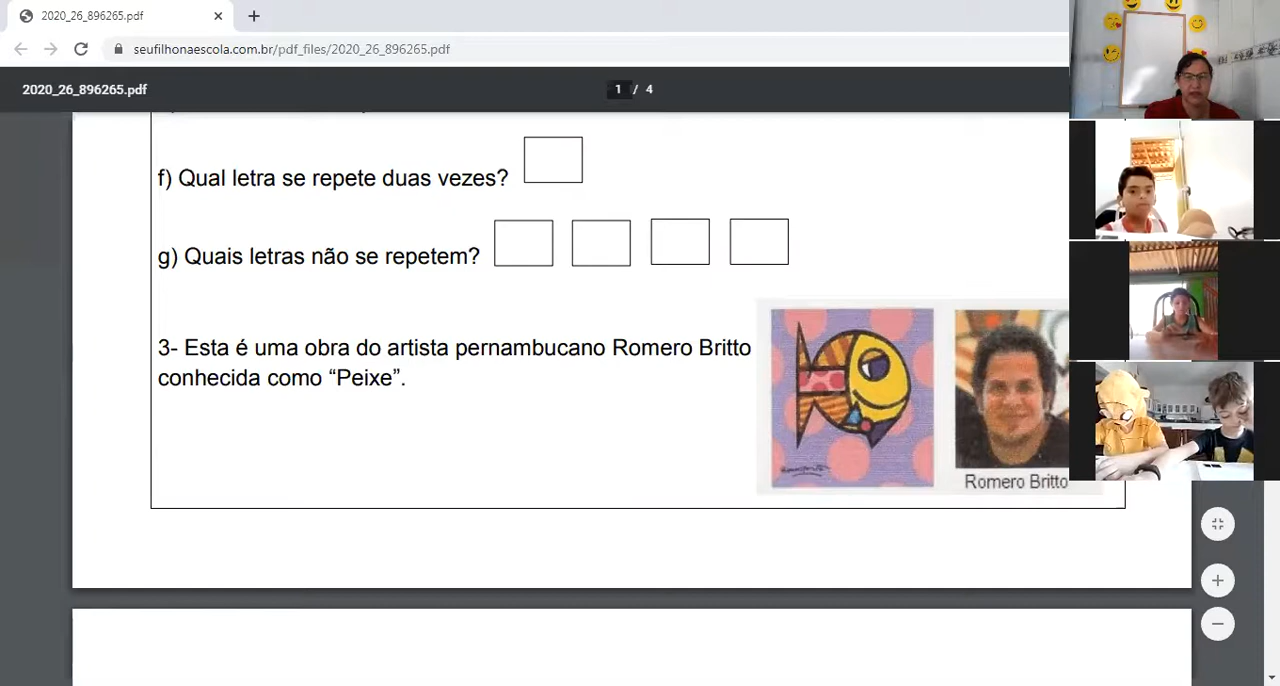 2020_26_896265.pdf
seufilhonaescola.com.br/pdf_files/2020_26_896265.pdf
2020_26_896265.pdf
1 / 4
f) Qual letra se repete duas vezes?
g) Quais letras não se repetem?
3- Esta é uma obra do artista pernambucano Romero Britto
conhecida como “Peixe”.
Romero Britto